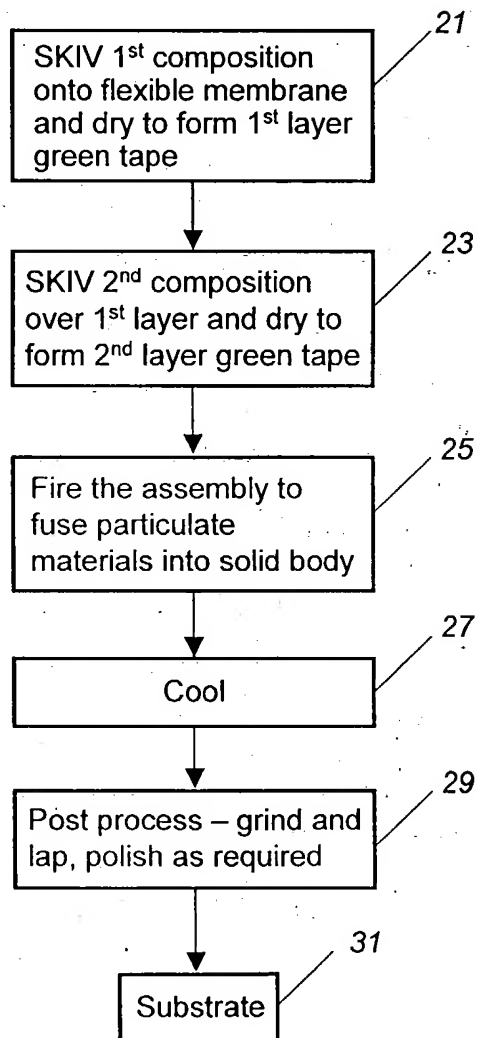 21
SKIV 1st composition
onto flexible membrane
and dry to form 1st layer
green tape
23
SKIV 2nd composition
over 1st layer and dry to
form 2nd layer green tape
25
Fire the assembly to
fuse particulate
materials into solid body
27
Cool
29
Post process – grind and
lap, polish as required
31
Substrate